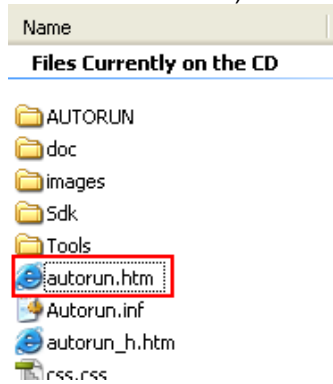 Name
Files Currently on the CD
AUTORUN
doc
images
Sdk
Tools
autorun.htm
Autorun.inf
autorun_h.htm
css.css